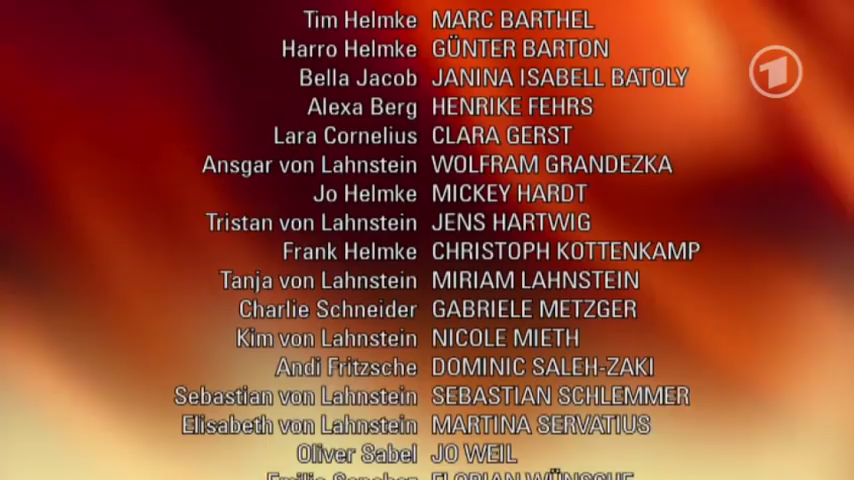 Tim Helmke MARC BARTHEL
Harro Helmke GÜNTER BARTON
Bella Jacob JANINA ISABELL BATOLY
Alexa Berg HENRIKE FEHRS
Lara Cornelius CLARA GERST
Ansgar von Lahnstein WOLFRAM GRANDEZKA
Jo Helmke MICKEY HARDT
Tristan von Lahnstein JENS HARTWIG
Frank Helmke CHRISTOPH KOTTENKAMP
Tanja von Lahnstein MIRIAM LAHNSTEIN
Charlie Schneider GABRIELE METZGER
Kim von Lahnstein NICOLE MIETH
Andi Fritzsche DOMINIC SALEH-ZAKI
Sebastian von Lahnstein SEBASTIAN SCHLEMMER
Elisabeth von Lahnstein MARTINA SERVATIUS
Oliver Sabel JO WEIL
FLORIAN WÜNSCHE
1